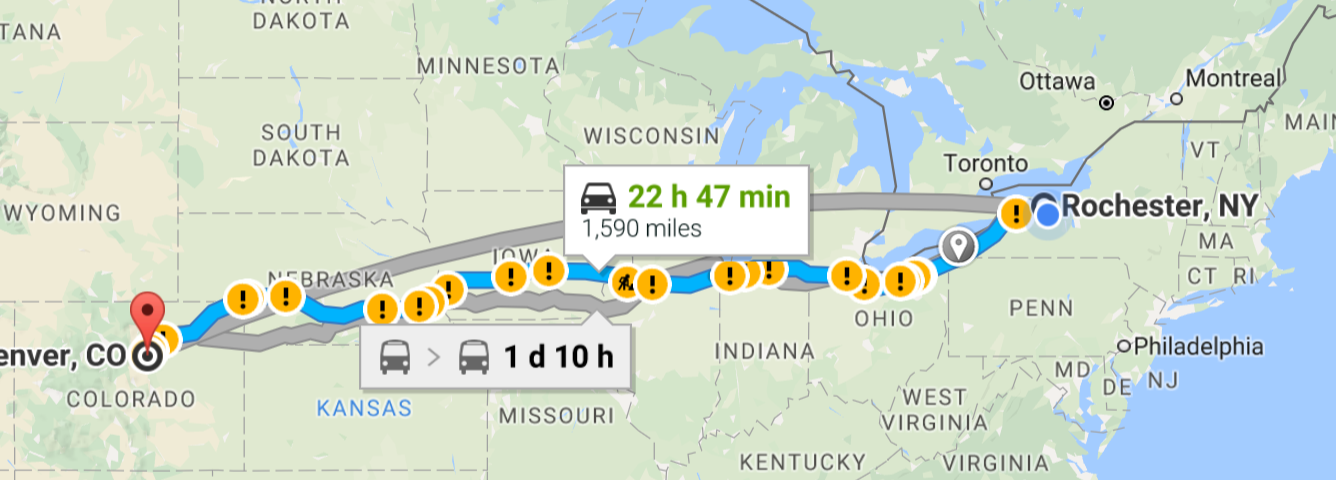 NORTH
DAKOTA
TANA
MINNESOTA
Ottawa
Montreal
WISCONSIN
MAIN
SOUTH
DAKOTA
VT
Toronto
WYOMING
22 h 47 min
1,590 miles
Rochester, NY
MA
IOWA
CT RI
NEBRASKA
PENN
OHIO
enver, CO
1 d 10 h
INDIANA
Philadelphia
MD
DE
NJ
COLORADO
KANSAS
MISSOURI
WEST
VIRGINIA
KENTUCKY
VIRGINIA